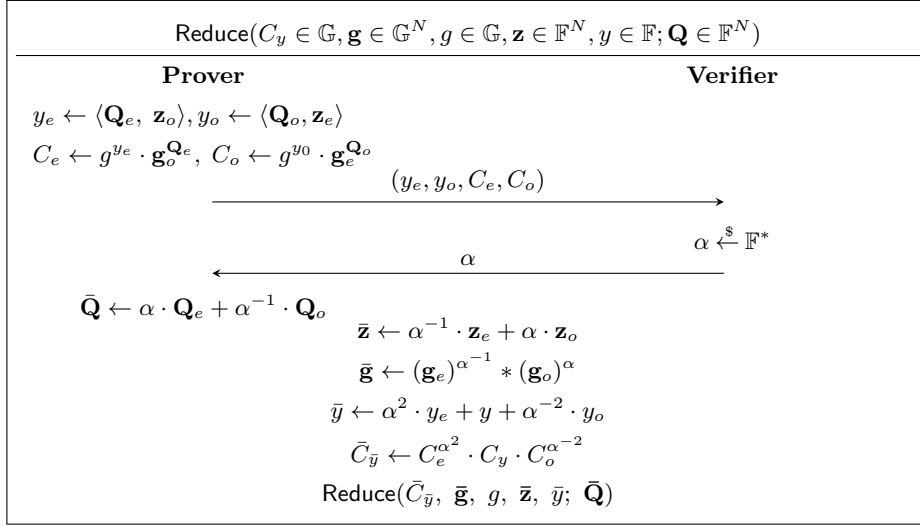 Reduce(C_y ∈ 𝔾, 𝐠 ∈ 𝔾^N, g ∈ 𝔾, 𝐳 ∈ 𝔽^N, y ∈ 𝔽; 𝐐 ∈ 𝔽^N)
Prover Verifier
y_e ← ⟨𝐐_e, 𝐳_o⟩, y_o ← ⟨𝐐_o, 𝐳_e⟩
C_e ← g^{y_e} · 𝐠_o^{𝐐_e}, C_o ← g^{y_0} · 𝐠_e^{𝐐_o}
(y_e, y_o, C_e, C_o)
α ←^$ 𝔽^*
α
𝐐̄ ← α · 𝐐_e + α^{-1} · 𝐐_o
𝐳̄ ← α^{-1} · 𝐳_e + α · 𝐳_o
𝐠̄ ← (𝐠_e)^{α^{-1}} * (𝐠_o)^α
ȳ ← α^2 · y_e + y + α^{-2} · y_o
C̄_ȳ ← C_e^{α^2} · C_y · C_o^{α^{-2}}
Reduce(C̄_ȳ, 𝐠̄, g, 𝐳̄, ȳ; 𝐐̄)